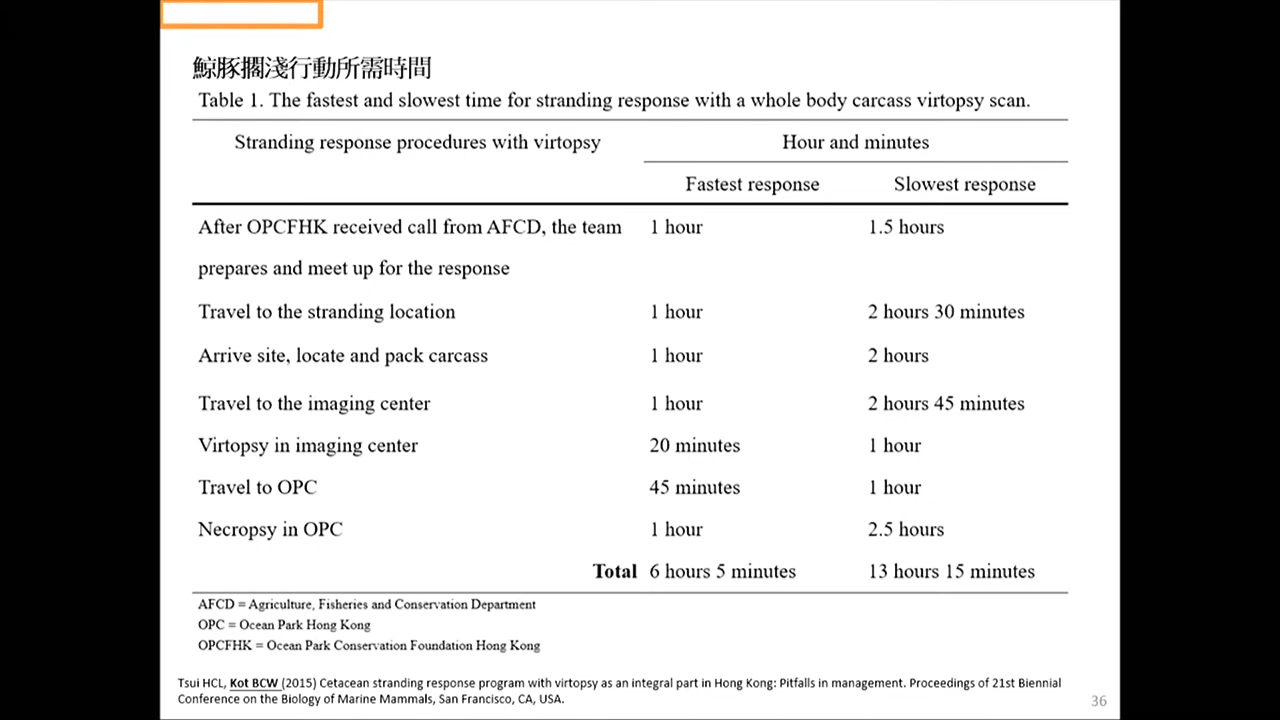 鯨豚擱淺行動所需時間
Table 1. The fastest and slowest time for stranding response with a whole body carcass virtopsy scan.
Stranding response procedures with virtopsy Hour and minutes
Fastest response Slowest response
After OPCFHK received call from AFCD, the team 1 hour 1.5 hours
prepares and meet up for the response
Travel to the stranding location 1 hour 2 hours 30 minutes
Arrive site, locate and pack carcass 1 hour 2 hours
Travel to the imaging center 1 hour 2 hours 45 minutes
Virtopsy in imaging center 20 minutes 1 hour
Travel to OPC 45 minutes 1 hour
Necropsy in OPC 1 hour 2.5 hours
Total 6 hours 5 minutes 13 hours 15 minutes
AFCD = Agriculture, Fisheries and Conservation Department
OPC = Ocean Park Hong Kong
OPCFHK = Ocean Park Conservation Foundation Hong Kong
Tsui HCL, Kot BCW (2015) Cetacean stranding response program with virtopsy as an integral part in Hong Kong: Pitfalls in management. Proceedings of 21st Biennial
Conference on the Biology of Marine Mammals, San Francisco, CA, USA.
36